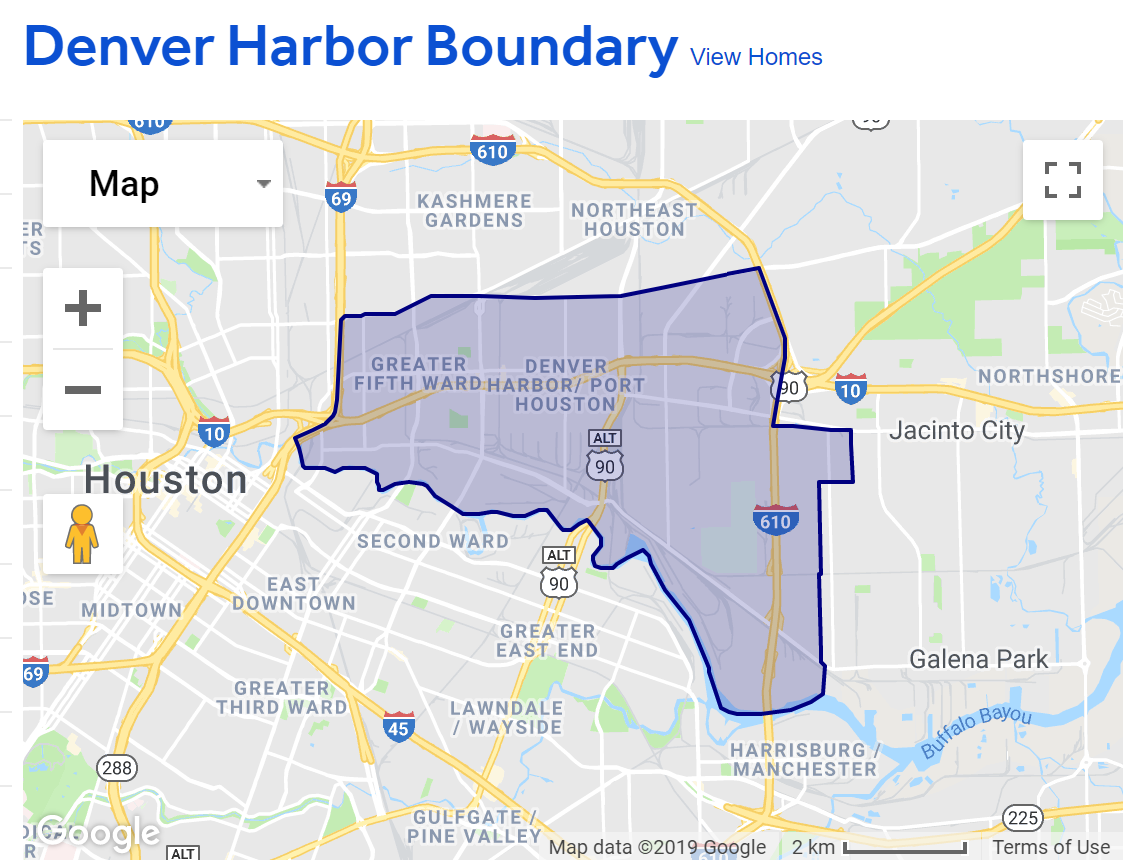 Denver Harbor Boundary View Homes
610
90
Map
610
69
KASHMERE
GARDENS
NORTHEAST
HOUSTON
GREATER
FIFTH WARD
DENVER
HARBOR/ PORT
HOUSTON
90
10
NORTHSHORE
10
Jacinto City
ALT
90
Houston
610
SECOND WARD
ALT
90
EAST
DOWNTOWN
MIDTOWN
GREATER
EAST END
Galena Park
69
GREATER
THIRD WARD
LAWNDALE
/ WAYSIDE
45
Buffalo Bayou
HARRISBURG /
MANCHESTER
288
GULFGATE /
PINE VALLEY
225
Google
ALT
610
Map data ©2019 Google 2 km Terms of Use